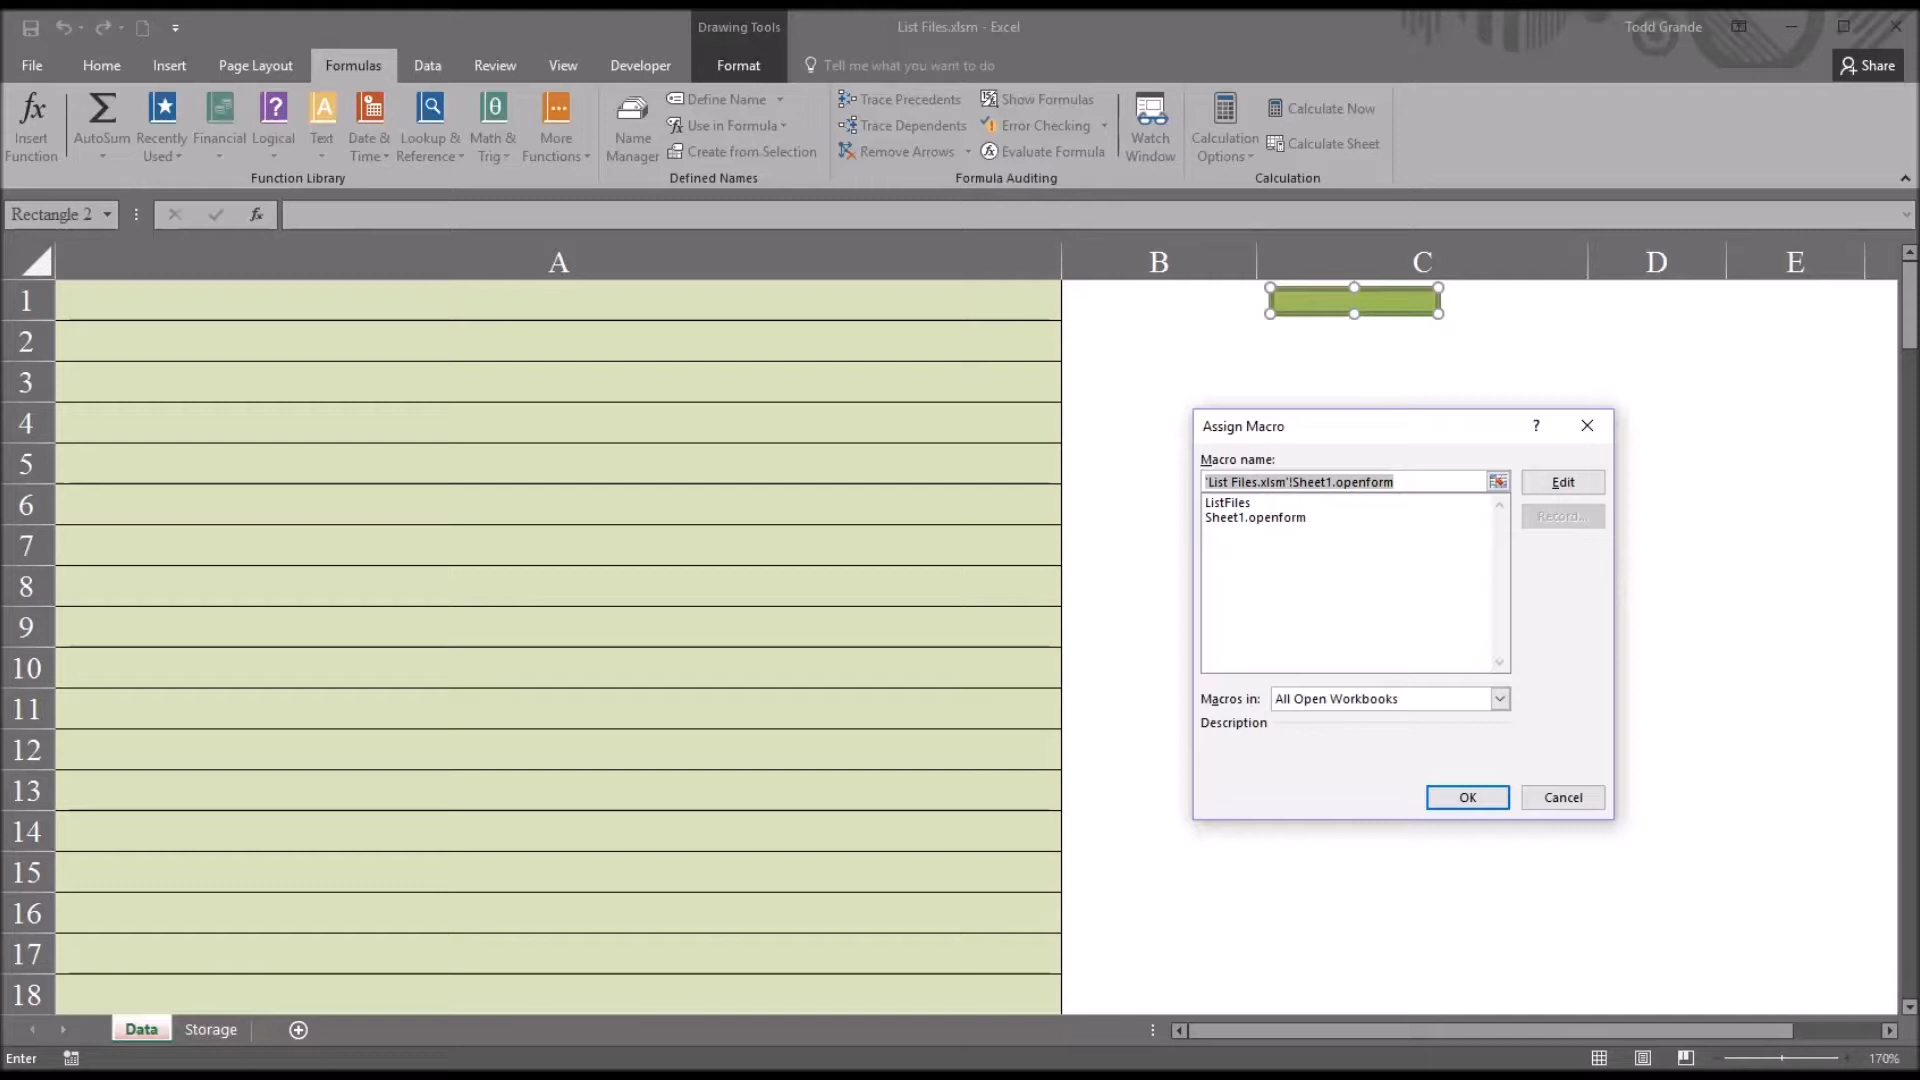 Drawing Tools
List Files.xlsm - Excel
Todd Grande
File Home Insert Page Layout Formulas Data Review View Developer Format Tell me what you want to do Share
fx
Insert Function
AutoSum
Recently Used
Financial
Logical
Text
Date & Time
Lookup & Reference
Math & Trig
More Functions
Function Library
Name Manager
Define Name
Use in Formula
Create from Selection
Defined Names
Trace Precedents
Trace Dependents
Remove Arrows
Show Formulas
Error Checking
Evaluate Formula
Formula Auditing
Watch Window
Calculation Options
Calculate Now
Calculate Sheet
Calculation
Rectangle 2
fx
A B C D E
1
2
3
4
5
6
7
8
9
10
11
12
13
14
15
16
17
18
Assign Macro ?
Macro name:
'List Files.xlsm'!Sheet1.openform
Edit
ListFiles
Sheet1.openform
Record...
Macros in: All Open Workbooks
Description
OK Cancel
Data Storage
Enter
170%